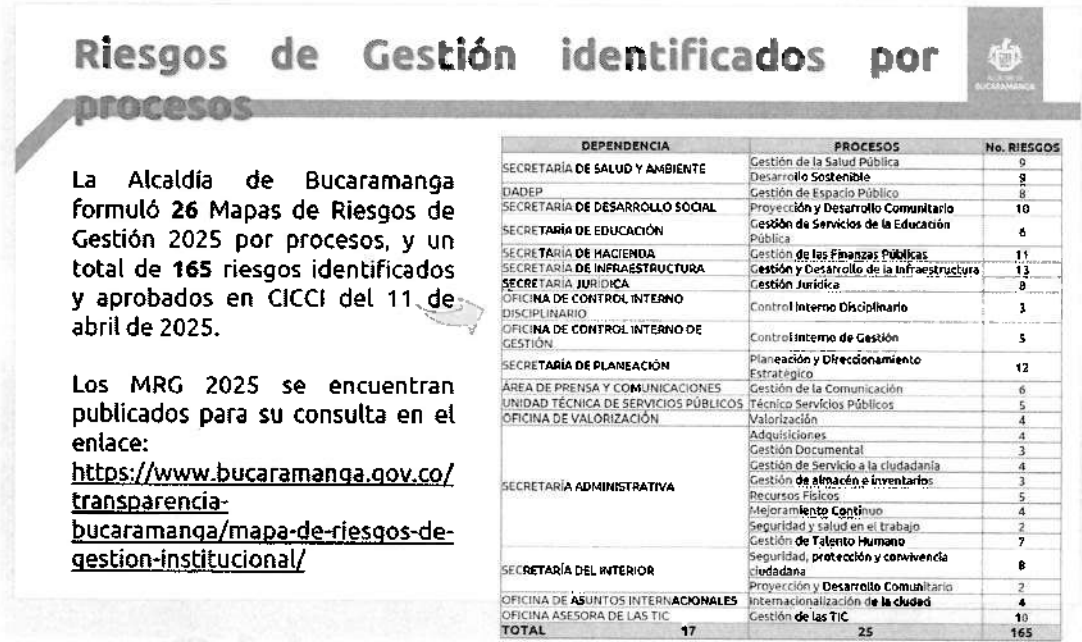 Riesgos de Gestión identificados por
procesos
ALCALDÍA DE
BUCARAMANGA
La Alcaldía de Bucaramanga
formuló 26 Mapas de Riesgos de
Gestión 2025 por procesos, y un
total de 165 riesgos identificados
y aprobados en CICCI del 11 de
abril de 2025.
Los MRG 2025 se encuentran
publicados para su consulta en el
enlace:
https://www.bucaramanga.gov.co/
transparencia-
bucaramanga/mapa-de-riesgos-de-
gestion-institucional/
DEPENDENCIA PROCESOS No. RIESGOS
SECRETARÍA DE SALUD Y AMBIENTE Gestión de la Salud Pública 9
Desarrollo Sostenible 9
DADEP Gestión de Espacio Público 8
SECRETARÍA DE DESARROLLO SOCIAL Proyección y Desarrollo Comunitario 10
SECRETARÍA DE EDUCACIÓN Gestión de Servicios de la Educación
Pública 6
SECRETARÍA DE HACIENDA Gestión de las Finanzas Públicas 11
SECRETARÍA DE INFRAESTRUCTURA Gestión y Desarrollo de la Infraestructura 13
SECRETARÍA JURÍDICA Gestión Jurídica 8
OFICINA DE CONTROL INTERNO
DISCIPLINARIO Control Interno Disciplinario 3
OFICINA DE CONTROL INTERNO DE
GESTIÓN Control Interno de Gestión 5
SECRETARÍA DE PLANEACIÓN Planeación y Direccionamiento
Estratégico 12
ÁREA DE PRENSA Y COMUNICACIONES Gestión de la Comunicación 6
UNIDAD TÉCNICA DE SERVICIOS PÚBLICOS Técnico Servicios Públicos 5
OFICINA DE VALORIZACIÓN Valorización 4
SECRETARÍA ADMINISTRATIVA Adquisiciones 4
Gestión Documental 3
Gestión de Servicio a la ciudadanía 4
Gestión de almacén e inventarios 3
Recursos Físicos 5
Mejoramiento Continuo 4
Seguridad y salud en el trabajo 2
Gestión de Talento Humano 7
SECRETARÍA DEL INTERIOR Seguridad, protección y convivencia
ciudadana 8
Proyección y Desarrollo Comunitario 2
OFICINA DE ASUNTOS INTERNACIONALES Internacionalización de la ciudad 4
OFICINA ASESORA DE LAS TIC Gestión de las TIC 10
TOTAL 17 25 165